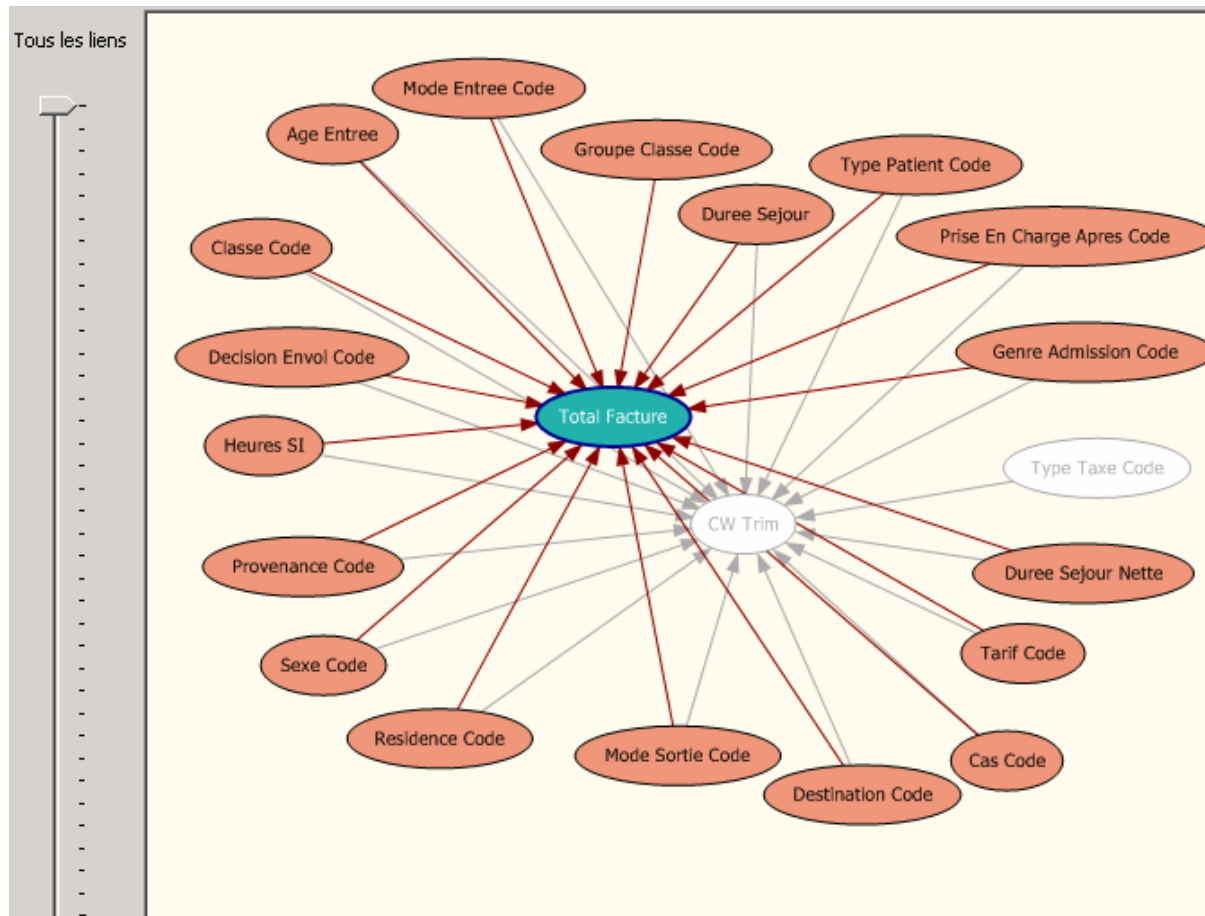 Tous les liens
Mode Entree Code
Age Entree
Groupe Classe Code
Type Patient Code
Duree Sejour
Prise En Charge Apres Code
Classe Code
Decision Envoi Code
Genre Admission Code
Total Facture
Heures SI
Type Taxe Code
CW Trim
Provenance Code
Duree Sejour Nette
Sexe Code
Tarif Code
Residence Code
Mode Sortie Code
Cas Code
Destination Code